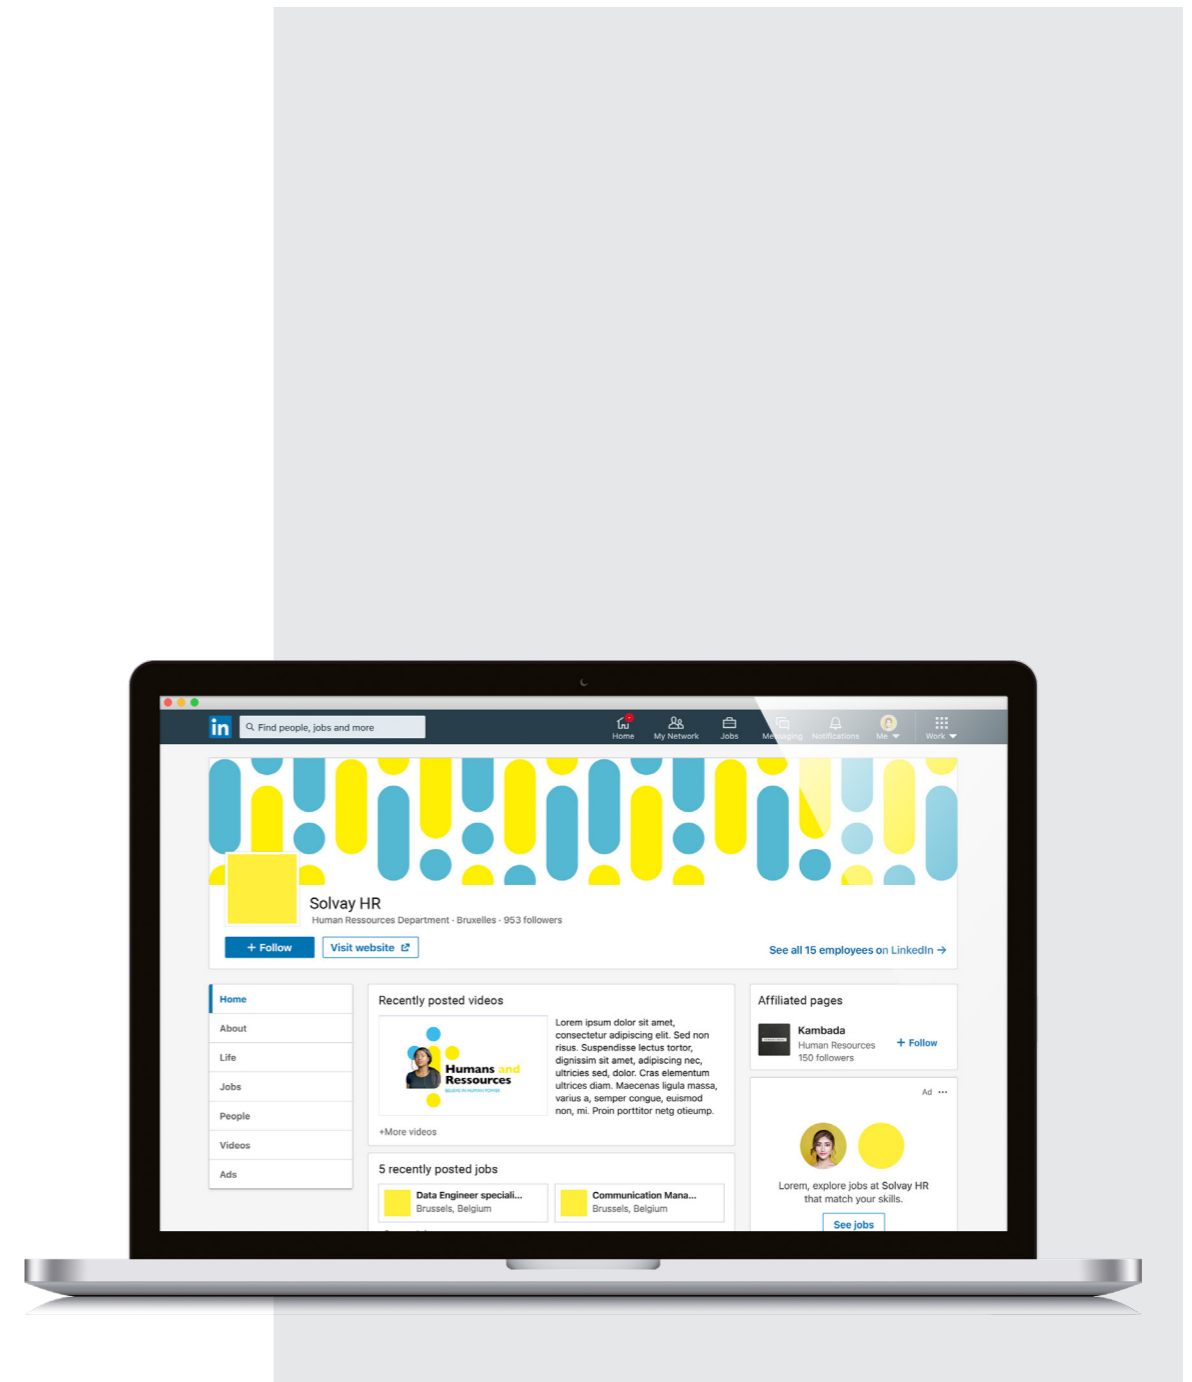 in
Find people, jobs and more
Home
My Network
Jobs
Messaging
Notifications
Me
Work
Solvay HR
Human Ressources Department - Bruxelles - 953 followers
+ Follow
Visit website
See all 15 employees on LinkedIn →
Home
About
Life
Jobs
People
Videos
Ads
Recently posted videos
Humans and
Ressources
BELIEVE IN HUMAN POWER
Lorem ipsum dolor sit amet,
consectetur adipiscing elit. Sed non
risus. Suspendisse lectus tortor,
dignissim sit amet, adipiscing nec,
ultricies sed, dolor. Cras elementum
ultrices diam. Maecenas ligula massa,
varius a, semper congue, euismod
non, mi. Proin porttitor netg otieump.
+More videos
5 recently posted jobs
Data Engineer speciali...
Brussels, Belgium
Communication Mana...
Brussels, Belgium
Affiliated pages
Kambada
Human Resources
150 followers
+ Follow
Ad ···
Lorem, explore jobs at Solvay HR
that match your skills.
See jobs